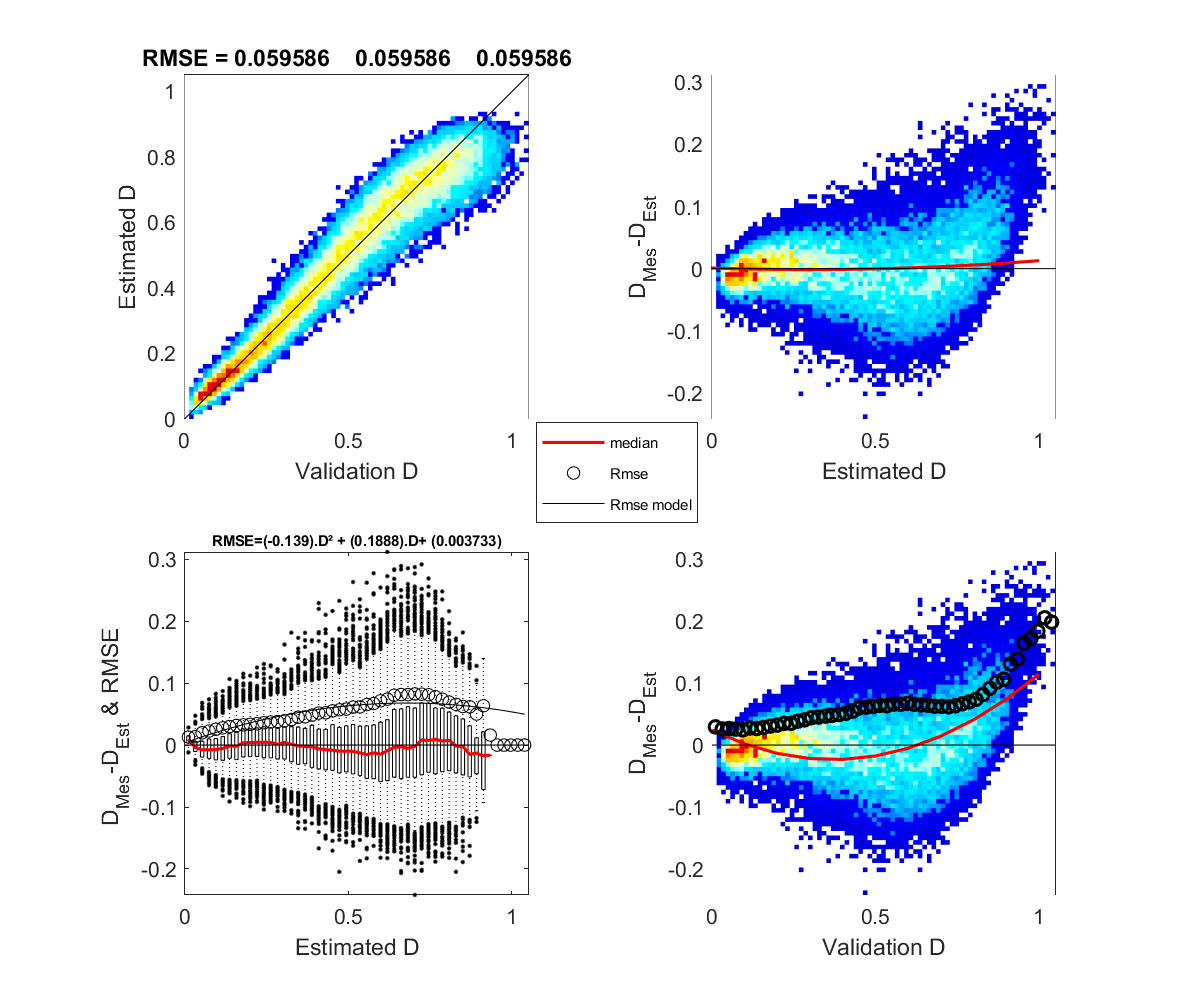 RMSE = 0.059586 0.059586 0.059586
1
0.8
0.6
0.4
0.2
0
Estimated D
0 0.5 1
Validation D
0.3
0.2
0.1
0
-0.1
-0.2
D_Mes-D_Est
0 0.5 1
Estimated D
median
Rmse
Rmse model
RMSE=(-0.139).D² + (0.1888).D+ (0.003733)
0.3
0.2
0.1
0
-0.1
-0.2
D_Mes-D_Est & RMSE
0 0.5 1
Estimated D
0.3
0.2
0.1
0
-0.1
-0.2
D_Mes-D_Est
0 0.5 1
Validation D